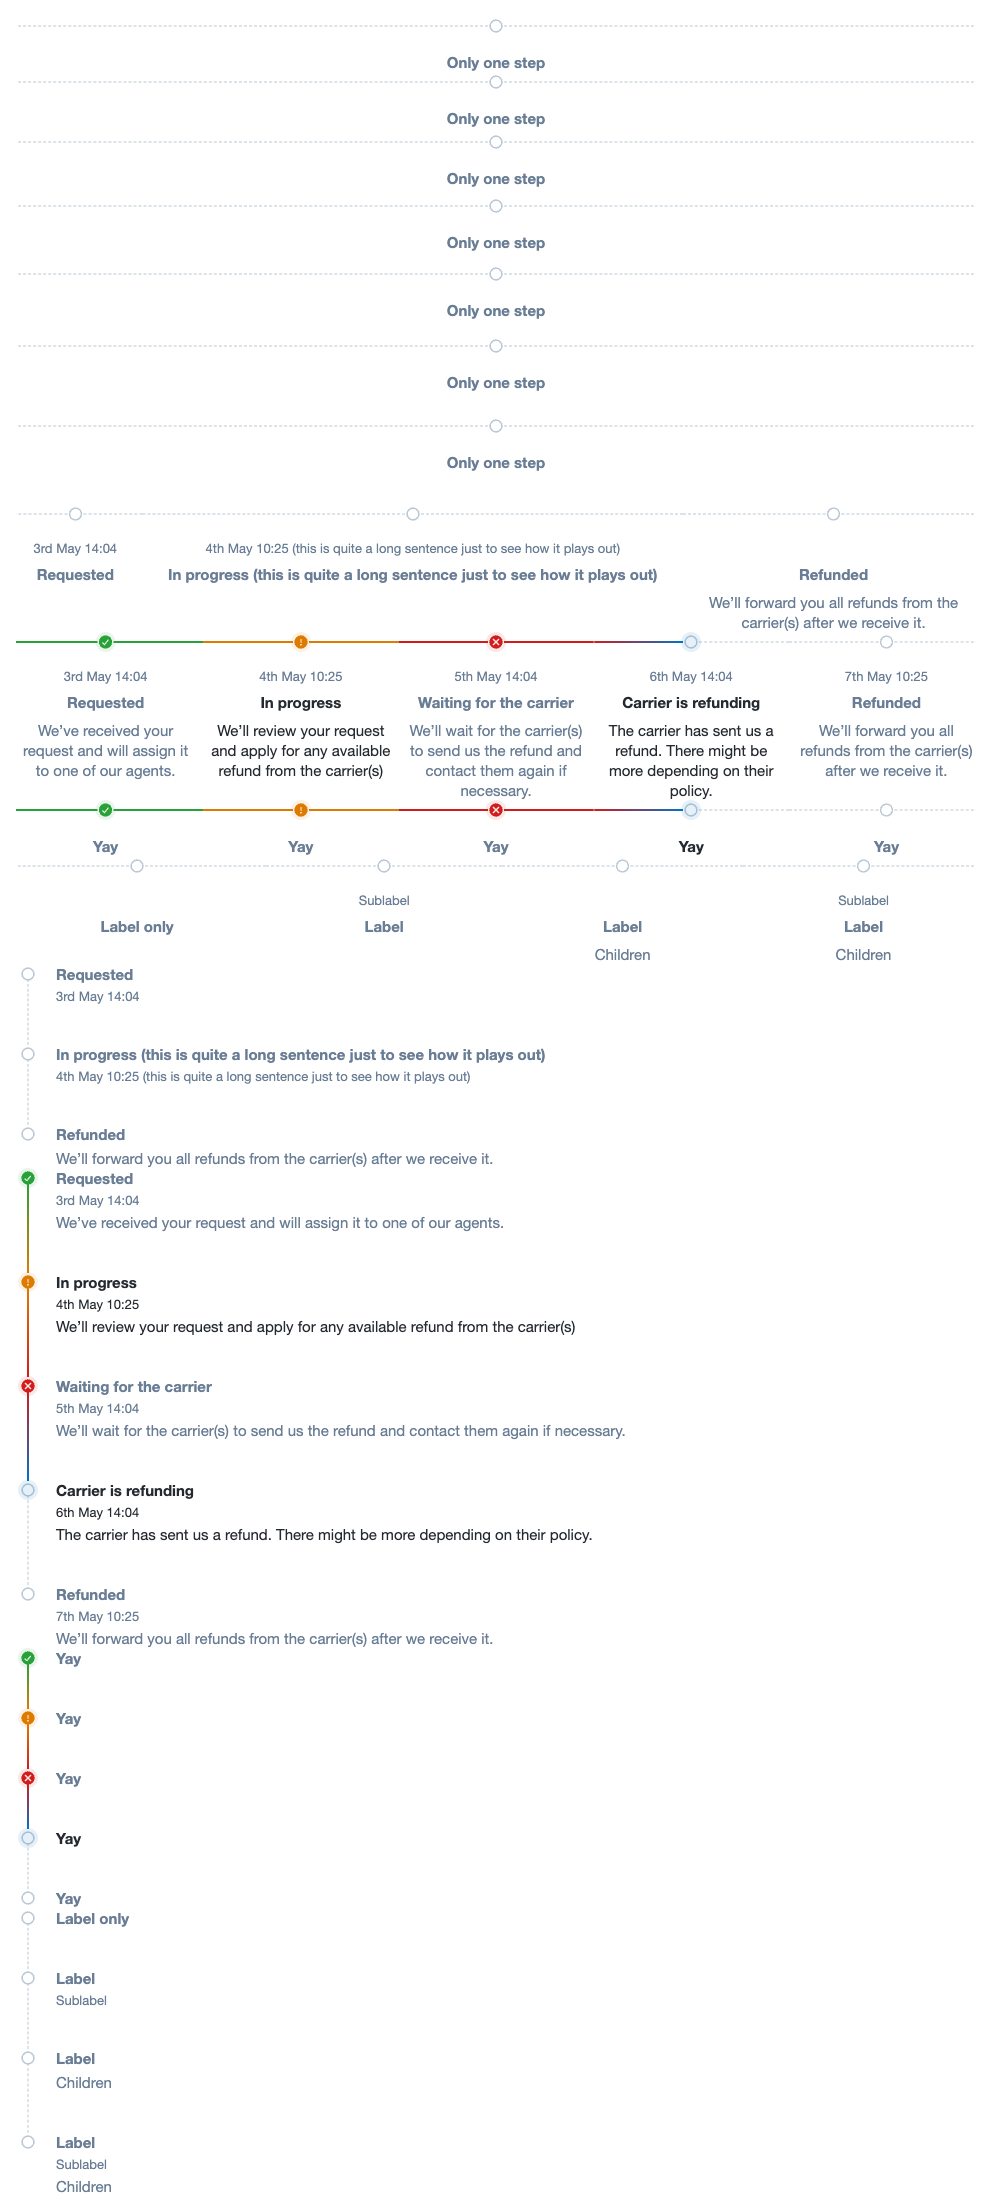 Only one step
Only one step
Only one step
Only one step
Only one step
Only one step
Only one step
3rd May 14:04
4th May 10:25 (this is quite a long sentence just to see how it plays out)
Requested
In progress (this is quite a long sentence just to see how it plays out)
Refunded
We’ll forward you all refunds from the
carrier(s) after we receive it.
3rd May 14:04
Requested
We’ve received your
request and will assign it
to one of our agents.
4th May 10:25
In progress
We’ll review your request
and apply for any available
refund from the carrier(s)
5th May 14:04
Waiting for the carrier
We’ll wait for the carrier(s)
to send us the refund and
contact them again if
necessary.
6th May 14:04
Carrier is refunding
The carrier has sent us a
refund. There might be
more depending on their
policy.
7th May 10:25
Refunded
We’ll forward you all
refunds from the carrier(s)
after we receive it.
Yay
Yay
Yay
Yay
Yay
Label only
Sublabel
Label
Label
Children
Sublabel
Label
Children
Requested
3rd May 14:04
In progress (this is quite a long sentence just to see how it plays out)
4th May 10:25 (this is quite a long sentence just to see how it plays out)
Refunded
We’ll forward you all refunds from the carrier(s) after we receive it.
Requested
3rd May 14:04
We’ve received your request and will assign it to one of our agents.
In progress
4th May 10:25
We’ll review your request and apply for any available refund from the carrier(s)
Waiting for the carrier
5th May 14:04
We’ll wait for the carrier(s) to send us the refund and contact them again if necessary.
Carrier is refunding
6th May 14:04
The carrier has sent us a refund. There might be more depending on their policy.
Refunded
7th May 10:25
We’ll forward you all refunds from the carrier(s) after we receive it.
Yay
Yay
Yay
Yay
Yay
Label only
Label
Sublabel
Label
Children
Label
Sublabel
Children